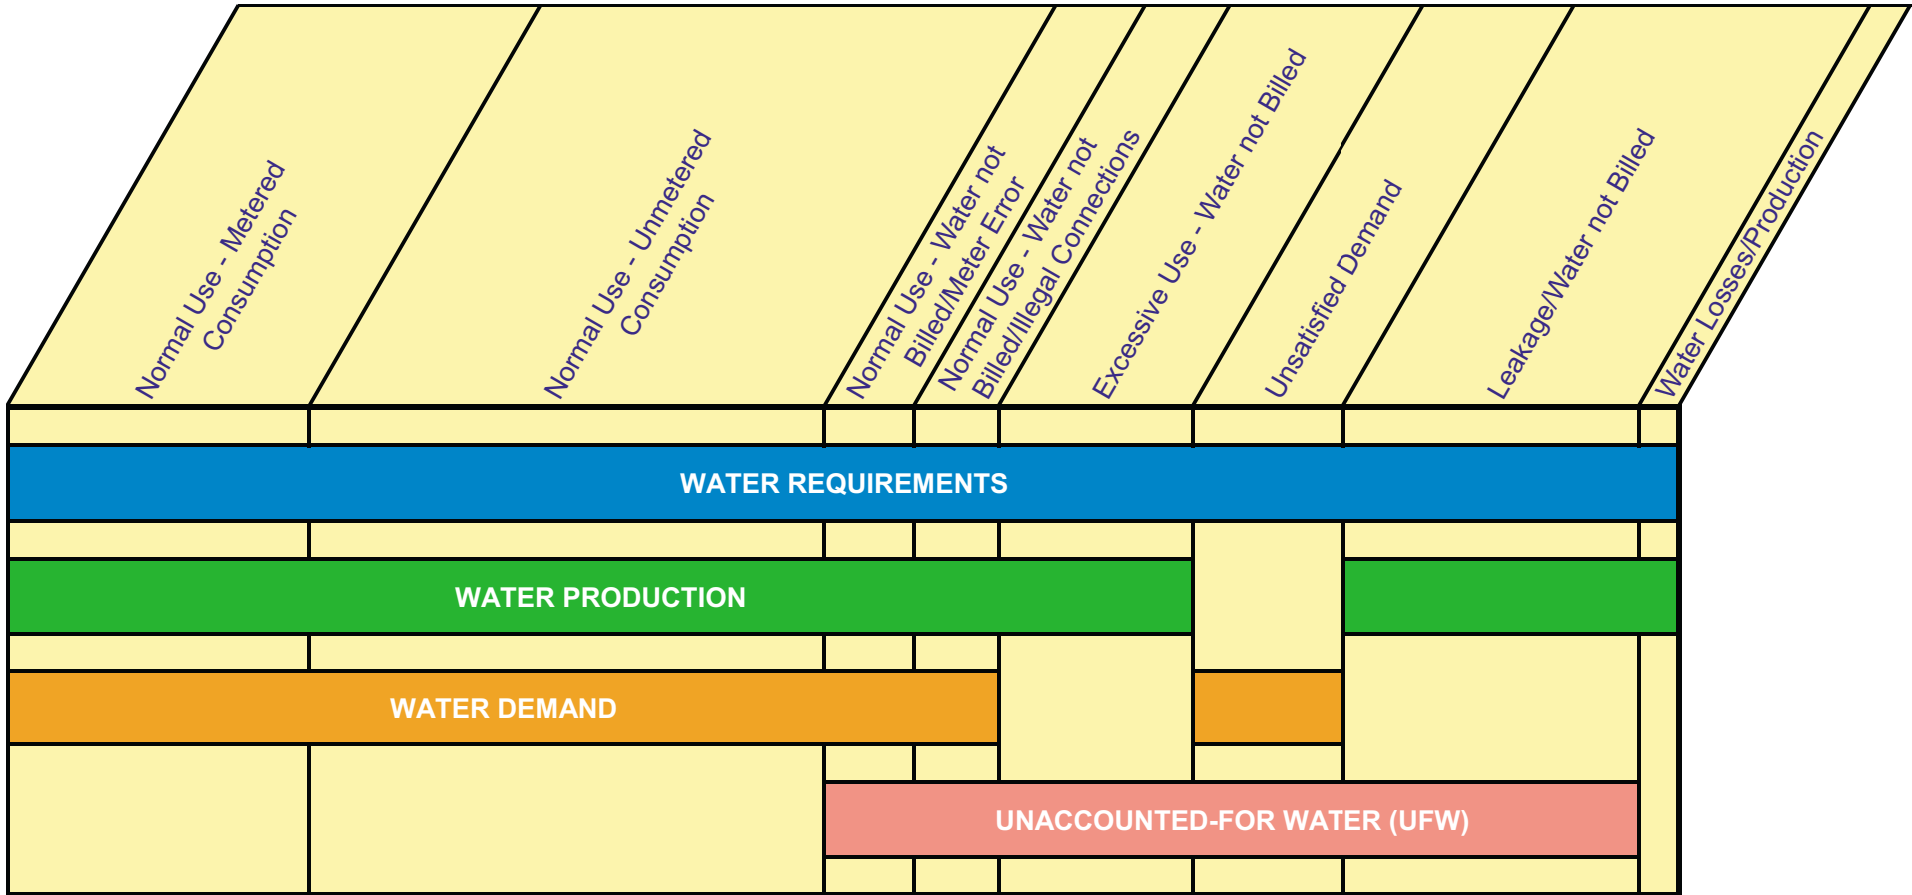 Normal Use - Metered
Consumption
Normal Use - Unmetered
Consumption
Normal Use - Water not
Billed/Meter Error
Normal Use - Water not
Billed/Illegal Connections
Excessive Use - Water not Billed
Unsatisfied Demand
Leakage/Water not Billed
Water Losses/Production
WATER REQUIREMENTS
WATER PRODUCTION
WATER DEMAND
UNACCOUNTED-FOR WATER (UFW)